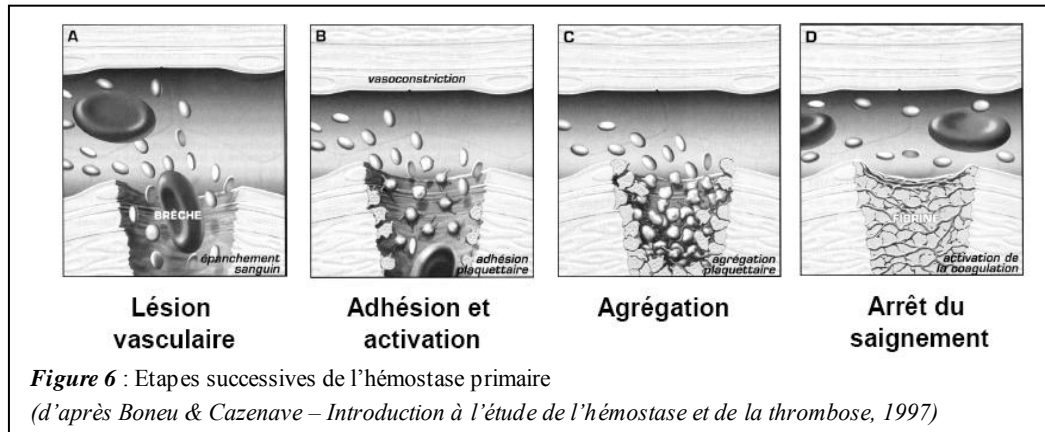 A
BRÈCHE
épanchement
sanguin
B
vasoconstriction
adhésion
plaquettaire
C
agrégation
plaquettaire
D
FIBRINE
activation de
la coagulation
Lésion
vasculaire
Adhésion et
activation
Agrégation
Arrêt du
saignement
Figure 6 : Etapes successives de l’hémostase primaire
(d’après Boneu & Cazenave – Introduction à l’étude de l’hémostase et de la thrombose, 1997)